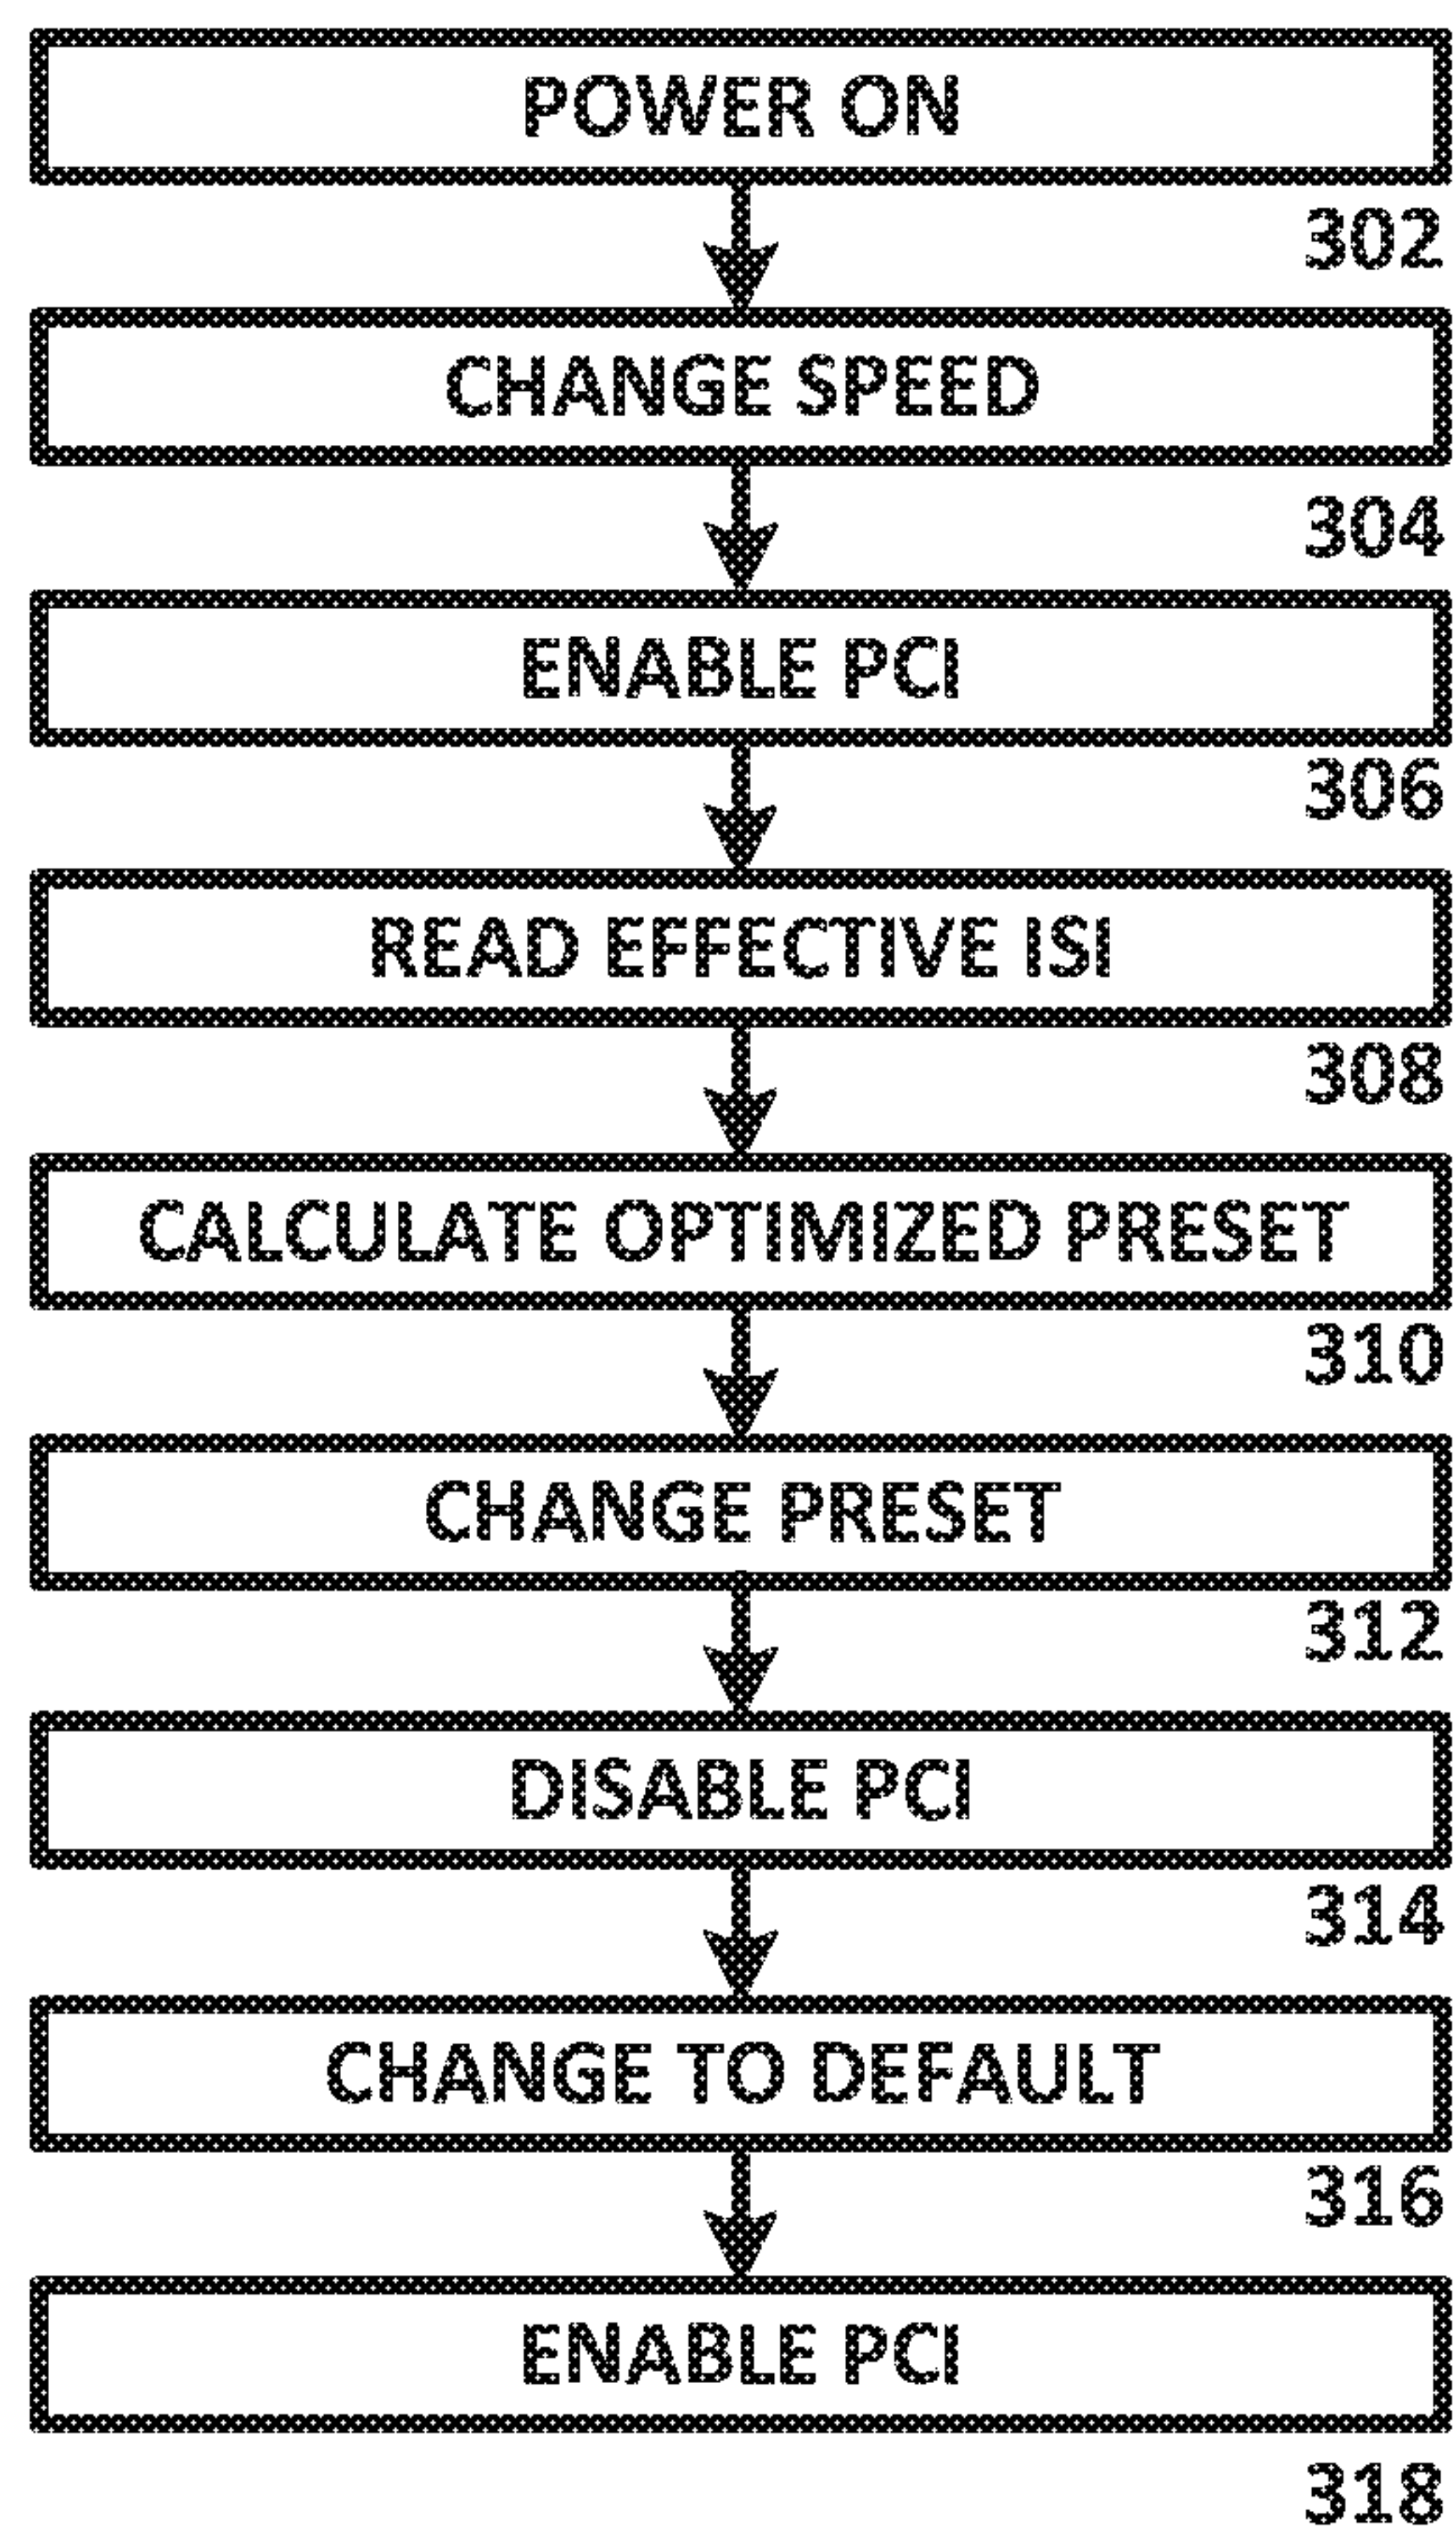 POWER ON
302
CHANGE SPEED
304
ENABLE PCI
306
READ EFFECTIVE ISI
308
CALCULATE OPTIMIZED PRESET
310
CHANGE PRESET
312
DISABLE PCI
314
CHANGE TO DEFAULT
316
ENABLE PCI
318